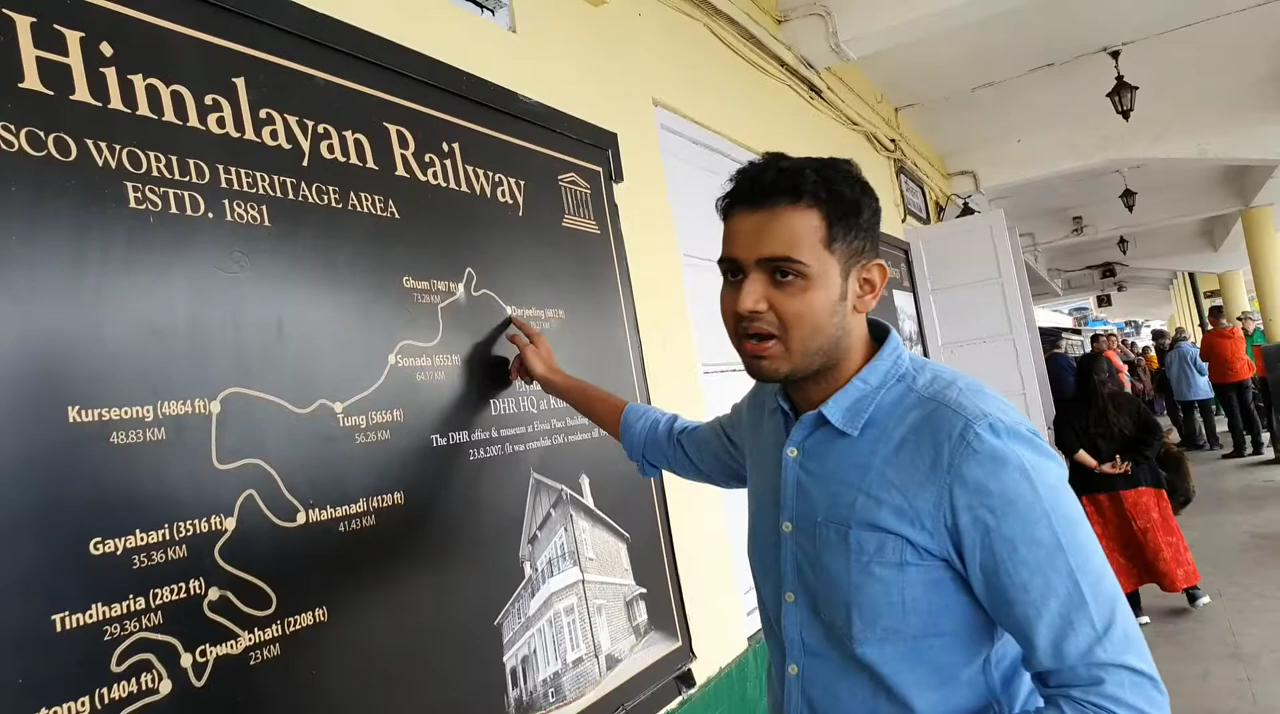 Himalayan Railway
SCO WORLD HERITAGE AREA
ESTD. 1881
Ghum (7407 ft)
73.28 KM
Darjeeling (6812 ft)
Sonada (6552 ft)
64.17 KM
Kurseong (4864 ft)
48.83 KM
Tung (5656 ft)
56.26 KM
Elysia
DHR HQ at Ku
The DHR office & museum at Elysia Place Building
23.8.2007. (It was erstwhile GM's residence till
Mahanadi (4120 ft)
41.43 KM
Gayabari (3516 ft)
35.36 KM
Tindharia (2822 ft)
29.36 KM
Chunabhati (2208 ft)
23 KM
tong (1404 ft)